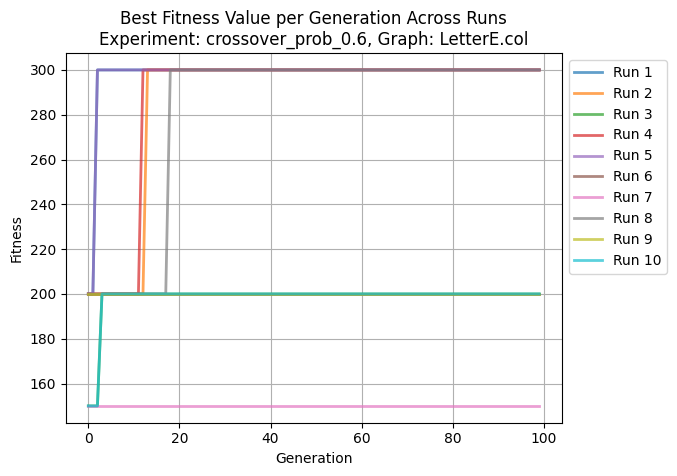 Best Fitness Value per Generation Across Runs
Experiment: crossover_prob_0.6, Graph: LetterE.col
Fitness
300
280
260
240
220
200
180
160
0
20
40
60
80
100
Generation
Run 1
Run 2
Run 3
Run 4
Run 5
Run 6
Run 7
Run 8
Run 9
Run 10